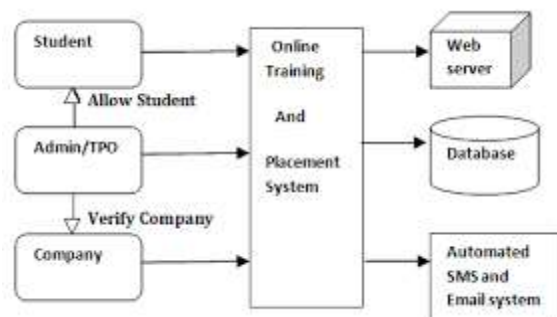 Student
Allow Student
Admin/TPO
Verify Company
Company
Online
Training
And
Placement
System
Web
server
Database
Automated
SMS and
Email system